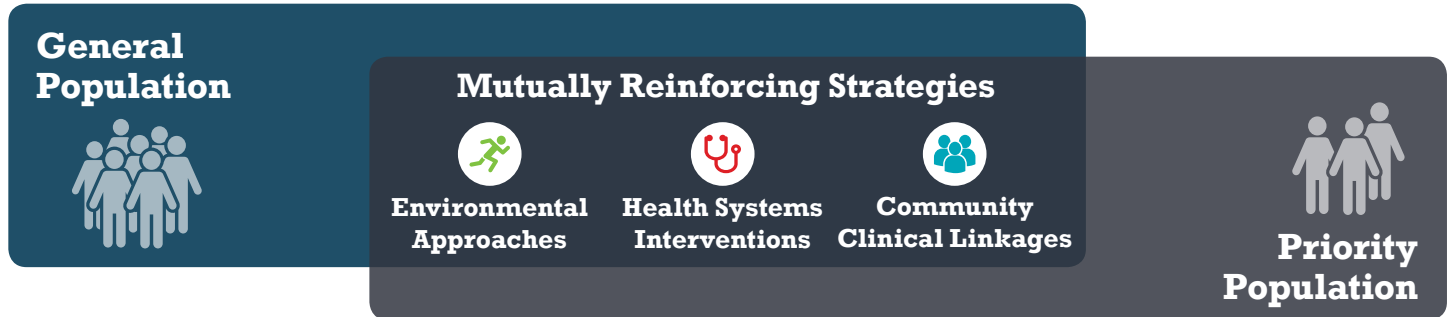 General
Population
Mutually Reinforcing Strategies
Environmental
Approaches
Health Systems
Interventions
Community
Clinical Linkages
Priority
Population